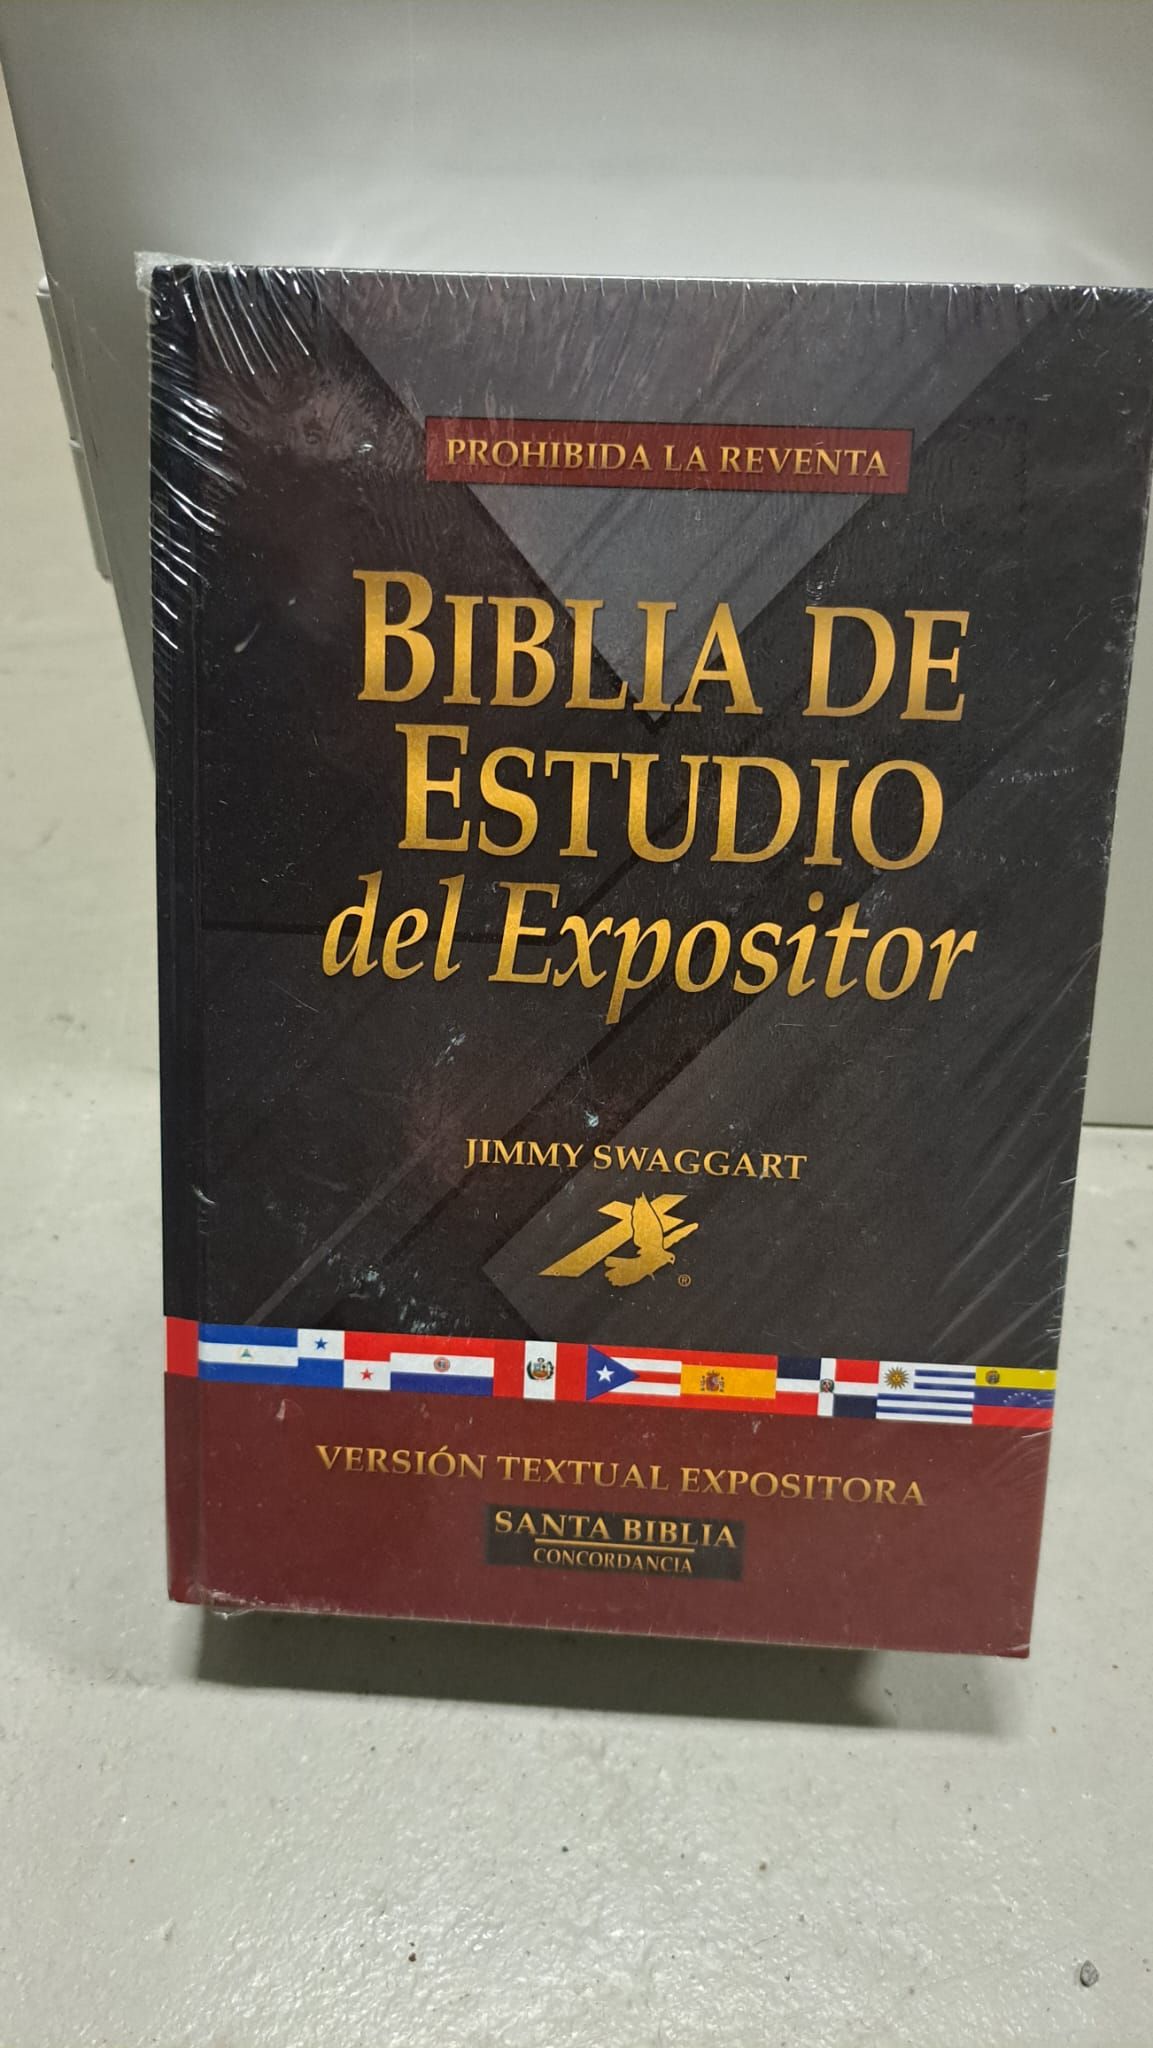 PROHIBIDA LA REVENTA
BIBLIA DE
ESTUDIO
del Expositor
JIMMY SWAGGART
®
VERSIÓN TEXTUAL EXPOSITORA
SANTA BIBLIA
CONCORDANCIA